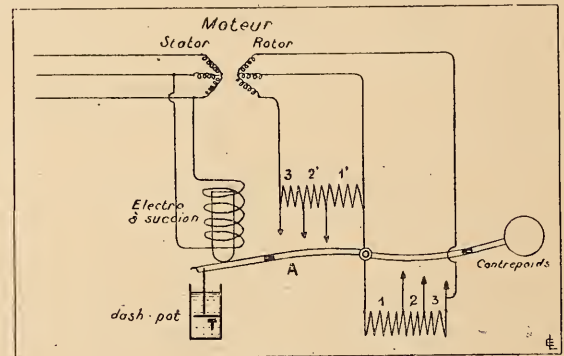 Moteur
Stator Rotor
3 2' 1'
Electro
à succion
A
Contrepoids
1 2 3
dash-pot
T